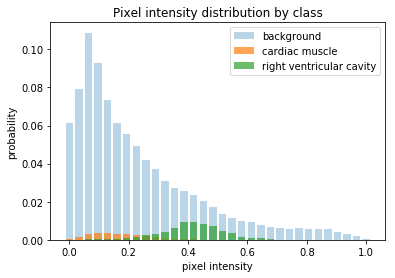 Pixel intensity distribution by class
background
cardiac muscle
right ventricular cavity
probability
0.10
0.08
0.06
0.04
0.02
0.00
0.0 0.2 0.4 0.6 0.8 1.0
pixel intensity